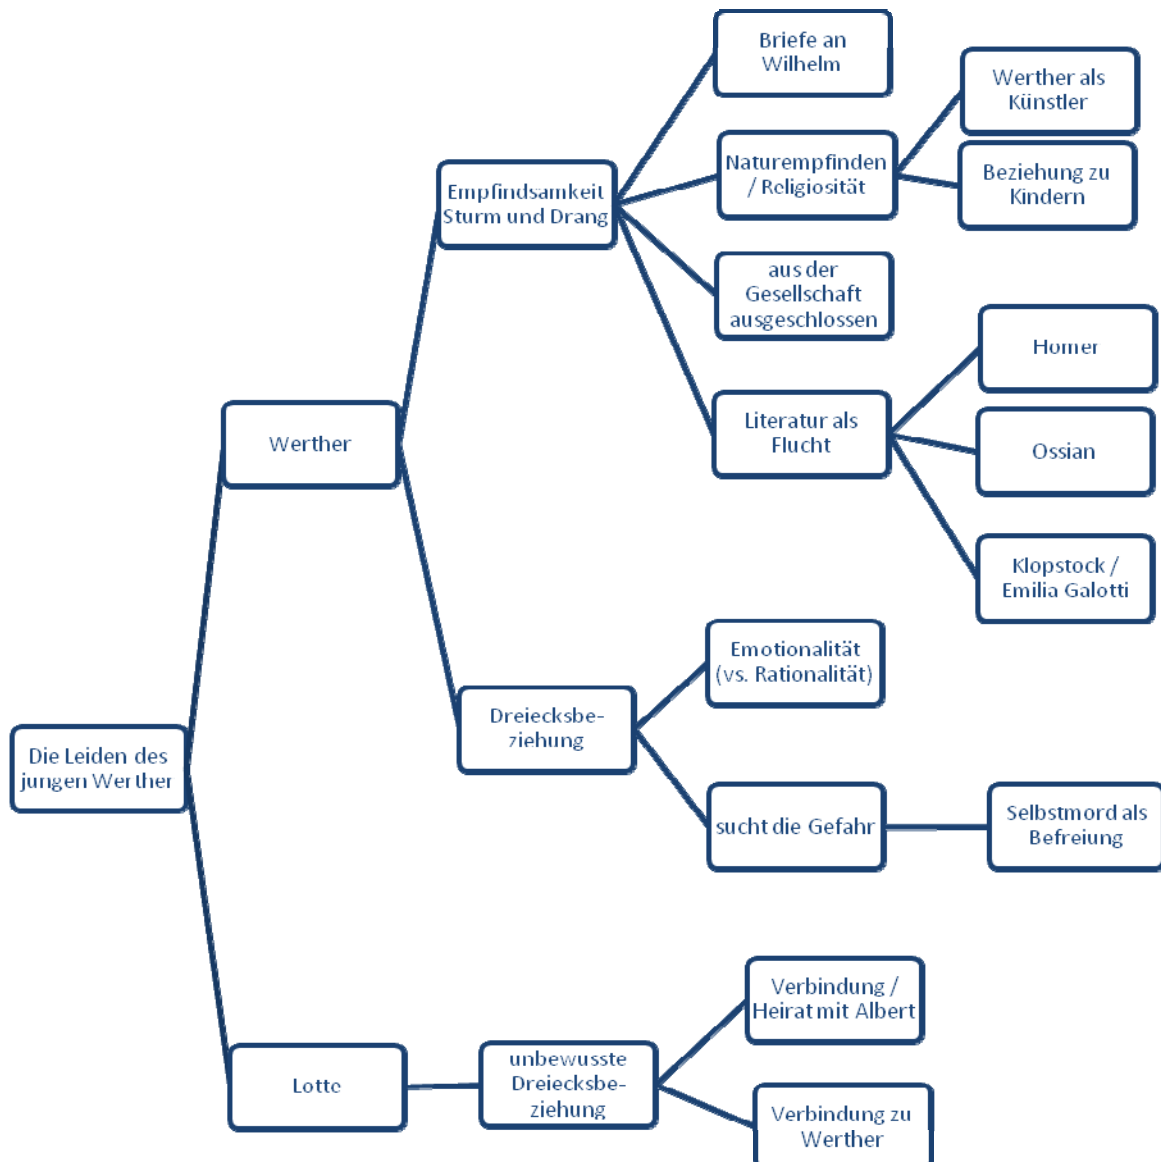 Briefe an
Wilhelm
Werther als
Künstler
Naturempfinden
/ Religiosität
Beziehung zu
Kindern
Empfindsamkeit
Sturm und Drang
aus der
Gesellschaft
ausgeschlossen
Homer
Literatur als
Flucht
Ossian
Werther
Klopstock /
Emilia Galotti
Emotionalität
(vs. Rationalität)
Dreiecksbe-
ziehung
Die Leiden des
jungen Werther
sucht die Gefahr
Selbstmord als
Befreiung
Verbindung /
Heirat mit Albert
Lotte
unbewusste
Dreiecksbe-
ziehung
Verbindung zu
Werther